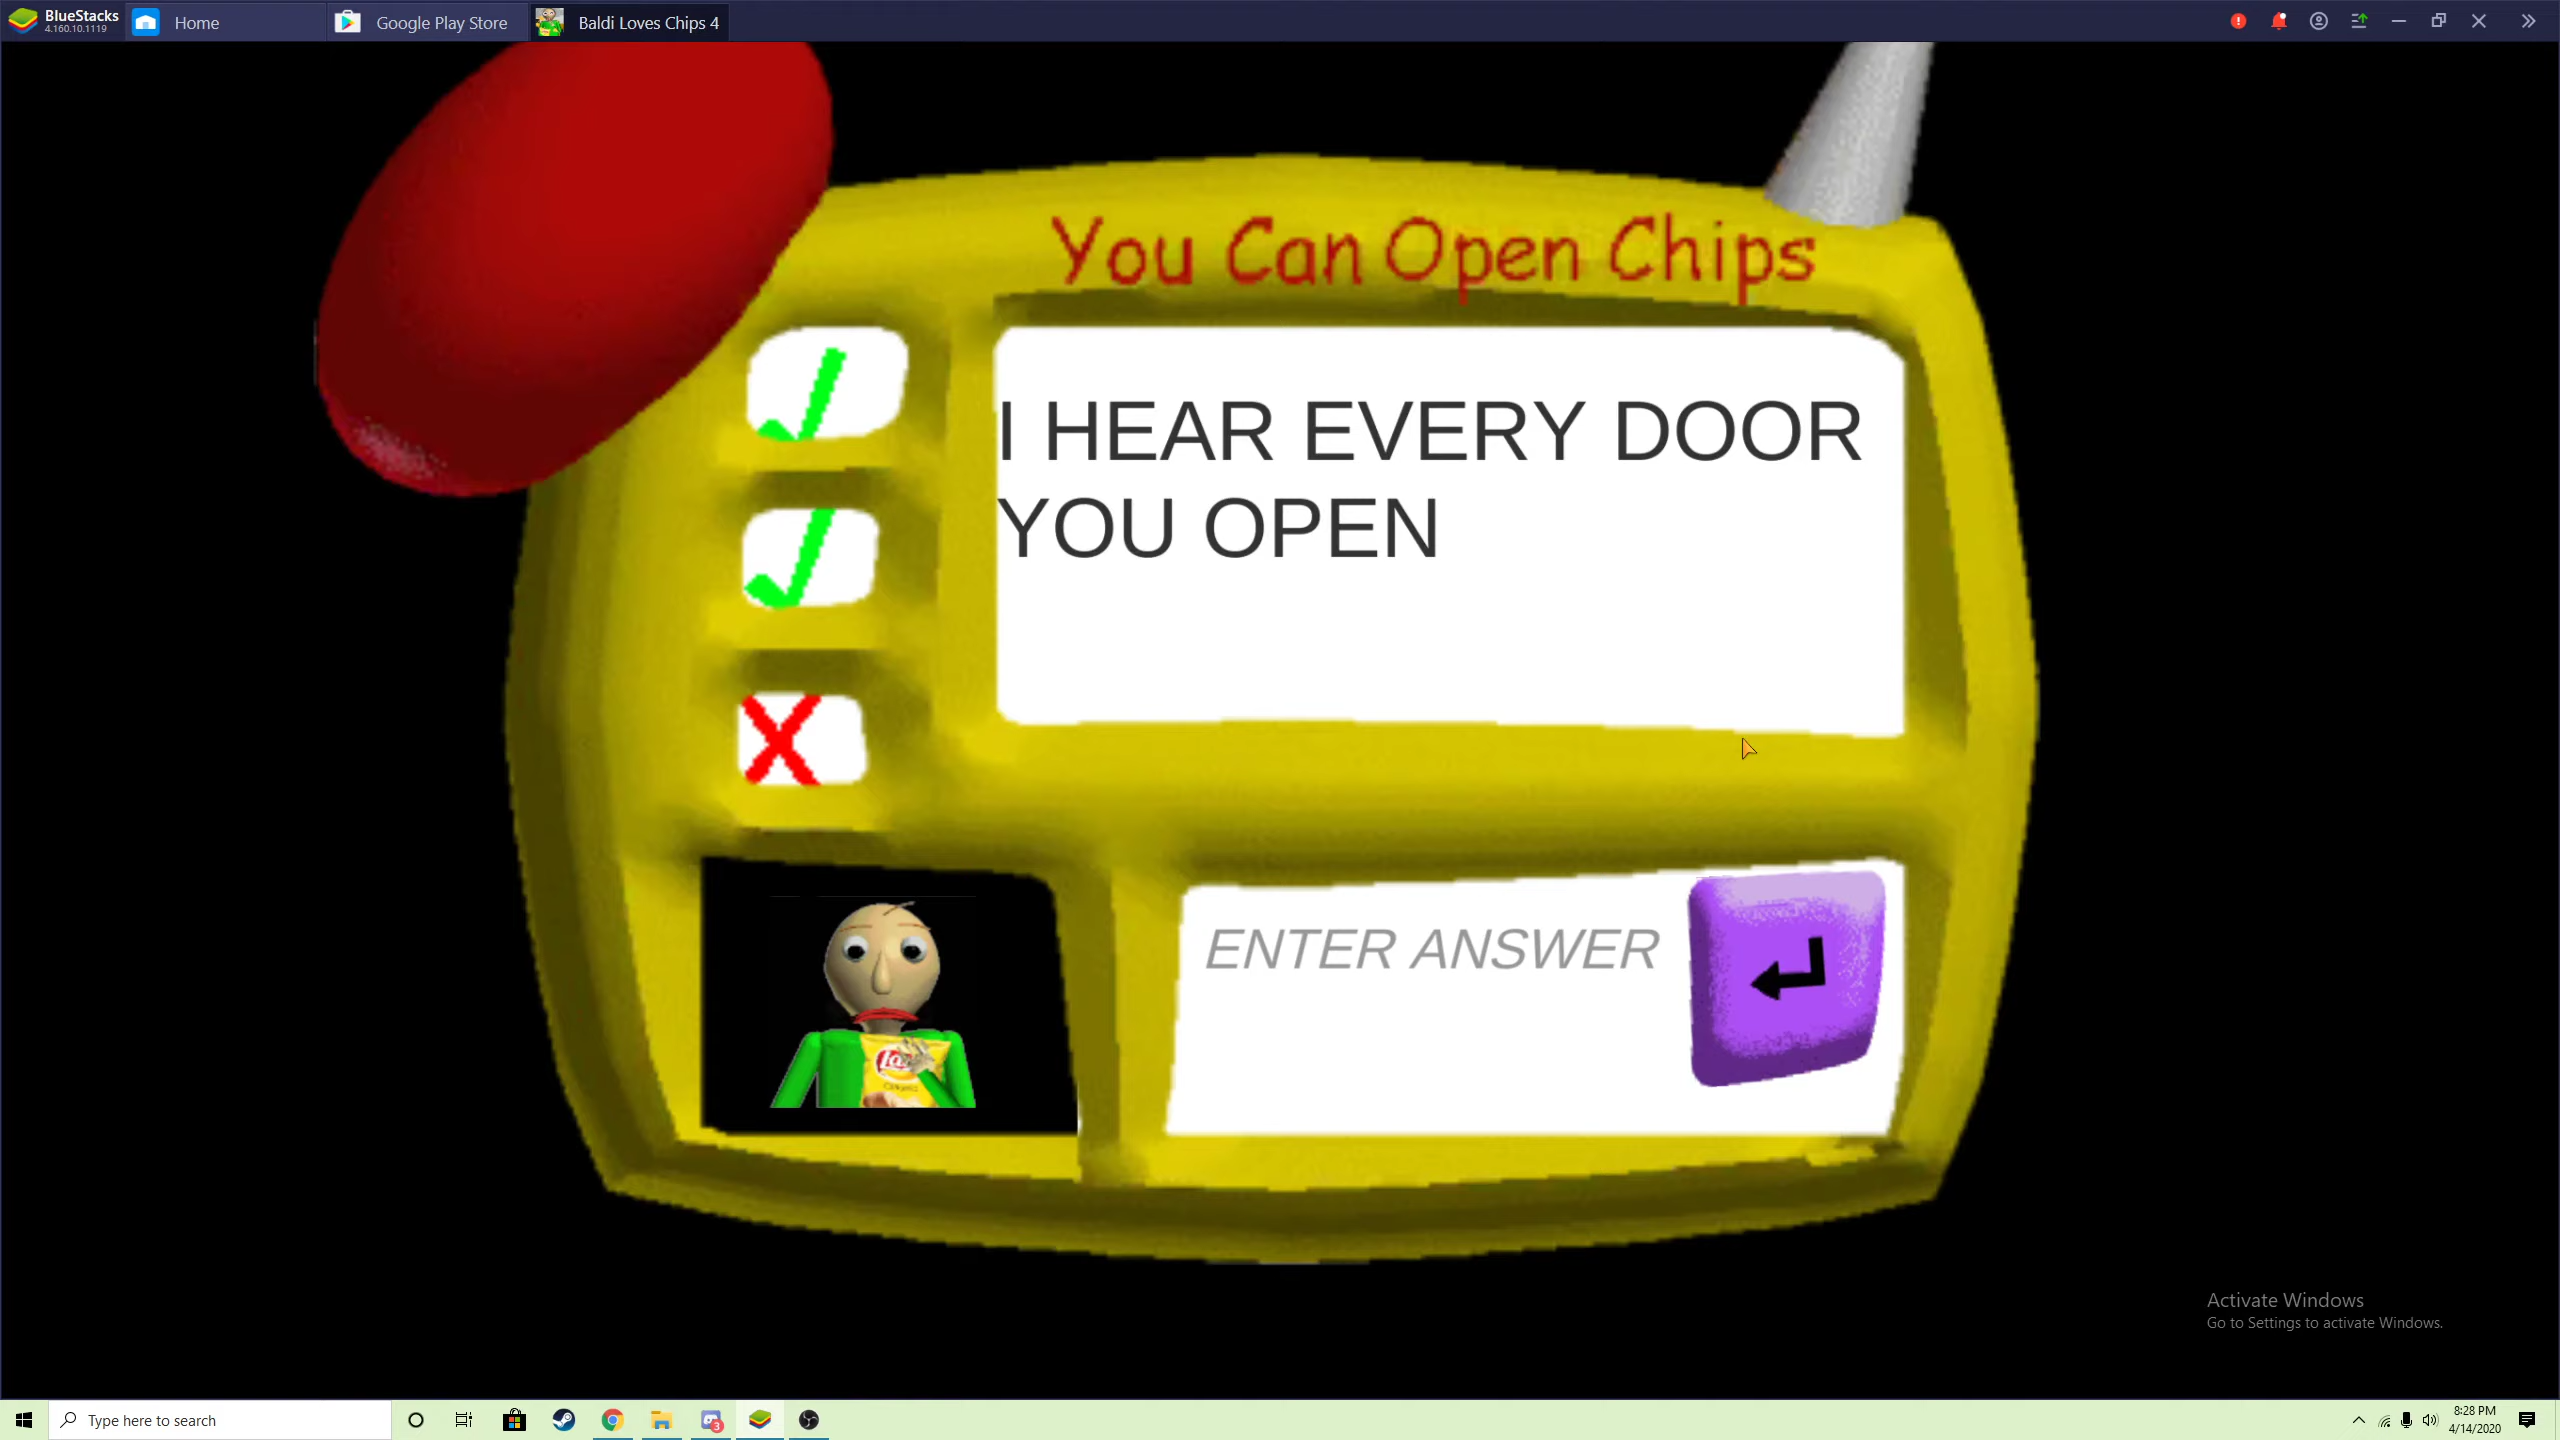 BlueStacks
4.160.10.1119
Home
Google Play Store
Baldi Loves Chips 4
You Can Open Chips
I HEAR EVERY DOOR
YOU OPEN
ENTER ANSWER
Activate Windows
Go to Settings to activate Windows.
Type here to search
3
8:28 PM
4/14/2020